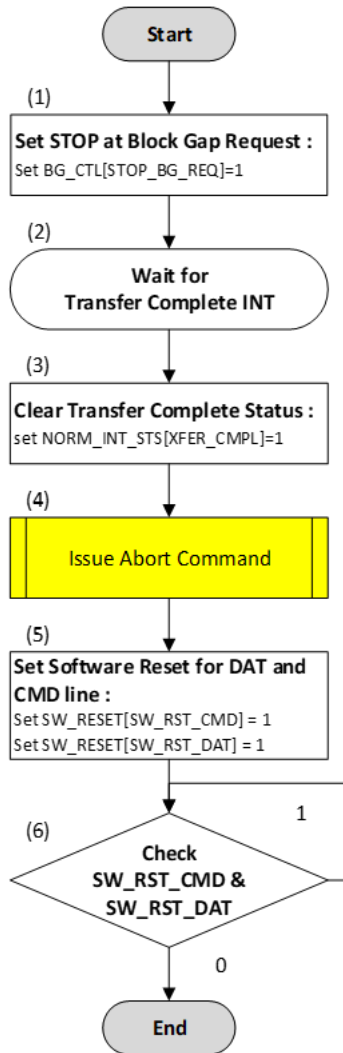 Start
(1)
Set STOP at Block Gap Request :
Set BG_CTL[STOP_BG_REQ]=1
(2)
Wait for
Transfer Complete INT
(3)
Clear Transfer Complete Status :
set NORM_INT_STS[XFER_CMPL]=1
(4)
Issue Abort Command
(5)
Set Software Reset for DAT and
CMD line :
Set SW_RESET[SW_RST_CMD] = 1
Set SW_RESET[SW_RST_DAT] = 1
1
(6)
Check
SW_RST_CMD &
SW_RST_DAT
0
End